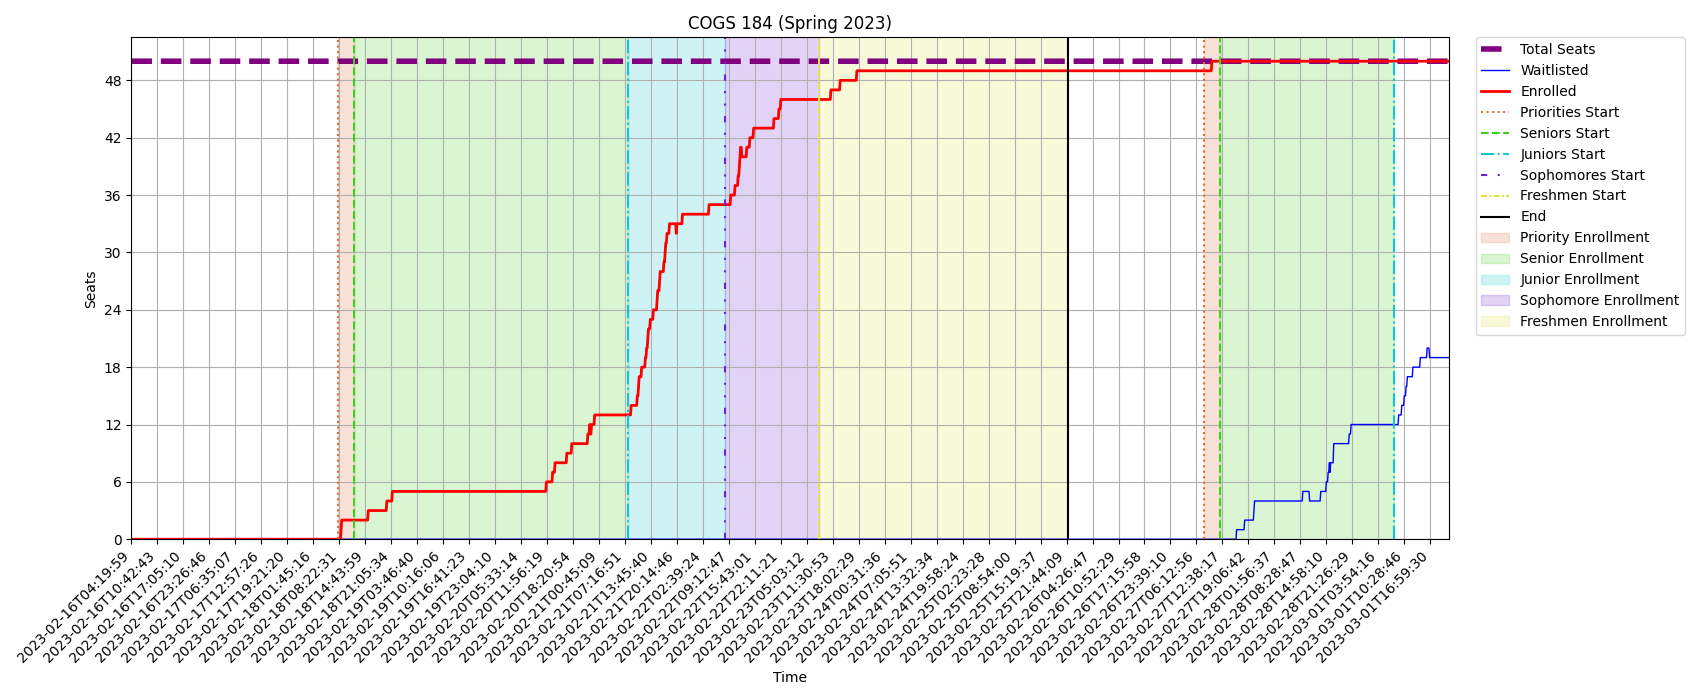 COGS 184 (Spring 2023)
Total Seats
Waitlisted
Enrolled
Priorities Start
Seniors Start
Juniors Start
Sophomores Start
Freshmen Start
End
Priority Enrollment
Senior Enrollment
Junior Enrollment
Sophomore Enrollment
Freshmen Enrollment
Seats
48
42
36
30
24
18
12
6
0
2023-02-16T04:19:59
2023-02-16T10:42:43
2023-02-16T17:05:10
2023-02-16T23:26:46
2023-02-17T06:35:07
2023-02-17T12:57:26
2023-02-17T19:21:20
2023-02-18T01:45:16
2023-02-18T08:22:31
2023-02-18T14:43:59
2023-02-18T21:05:34
2023-02-19T03:46:40
2023-02-19T10:16:05
2023-02-19T16:41:23
2023-02-19T23:04:10
2023-02-20T05:33:14
2023-02-20T11:56:19
2023-02-20T18:20:54
2023-02-21T00:45:09
2023-02-21T07:16:51
2023-02-21T13:45:40
2023-02-21T20:14:46
2023-02-22T02:39:24
2023-02-22T09:12:47
2023-02-22T15:43:01
2023-02-22T22:11:21
2023-02-23T05:03:12
2023-02-23T11:30:53
2023-02-23T18:02:29
2023-02-24T00:31:36
2023-02-24T07:05:51
2023-02-24T13:32:34
2023-02-24T19:58:24
2023-02-25T02:23:28
2023-02-25T08:54:00
2023-02-25T15:19:37
2023-02-25T21:44:09
2023-02-26T04:26:47
2023-02-26T10:52:29
2023-02-26T17:15:58
2023-02-26T23:39:10
2023-02-27T06:12:56
2023-02-27T12:38:17
2023-02-27T19:06:42
2023-02-28T01:56:37
2023-02-28T08:28:47
2023-02-28T14:58:10
2023-02-28T21:26:29
2023-03-01T03:54:16
2023-03-01T10:28:46
2023-03-01T16:59:30
Time